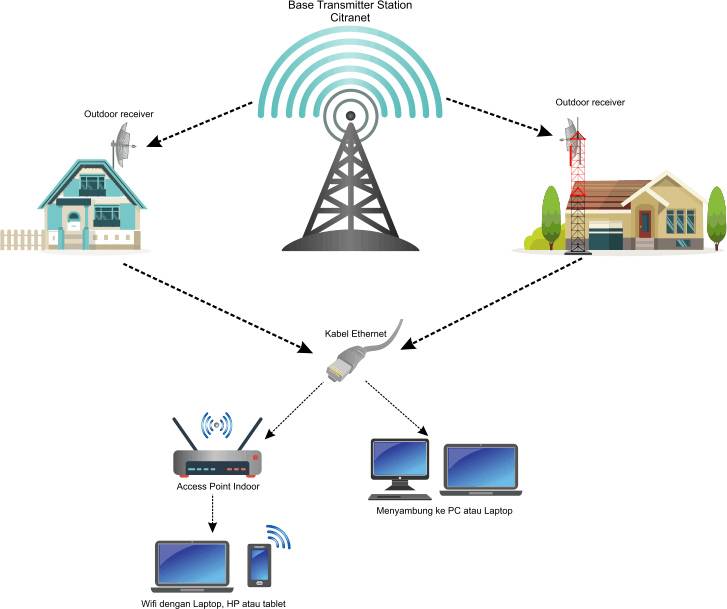 Base Transmitter Station
Citranet
Outdoor receiver
Outdoor receiver
Kabel Ethernet
Access Point Indoor
Menyambung ke PC atau Laptop
Wifi dengan Laptop, HP atau tablet